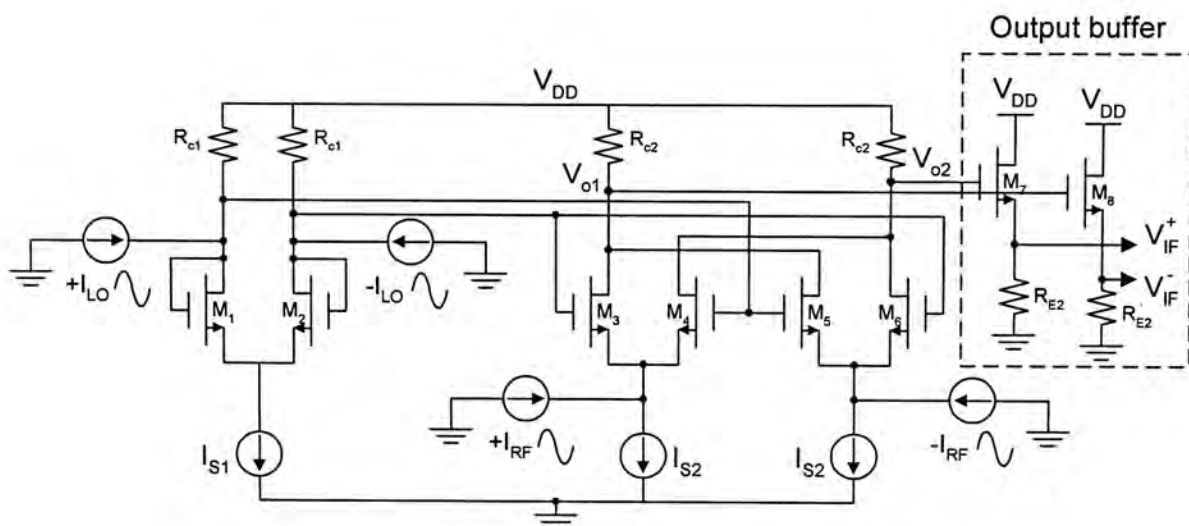 Output buffer
V_DD
V_DD
V_DD
R_c1
R_c1
R_c2
R_c2
V_o1
V_o2
M_7
M_8
V_IF^+
V_IF^-
+I_LO
-I_LO
M_1
M_2
M_3
M_4
M_5
M_6
R_E2
R_E2
+I_RF
-I_RF
I_S1
I_S2
I_S2